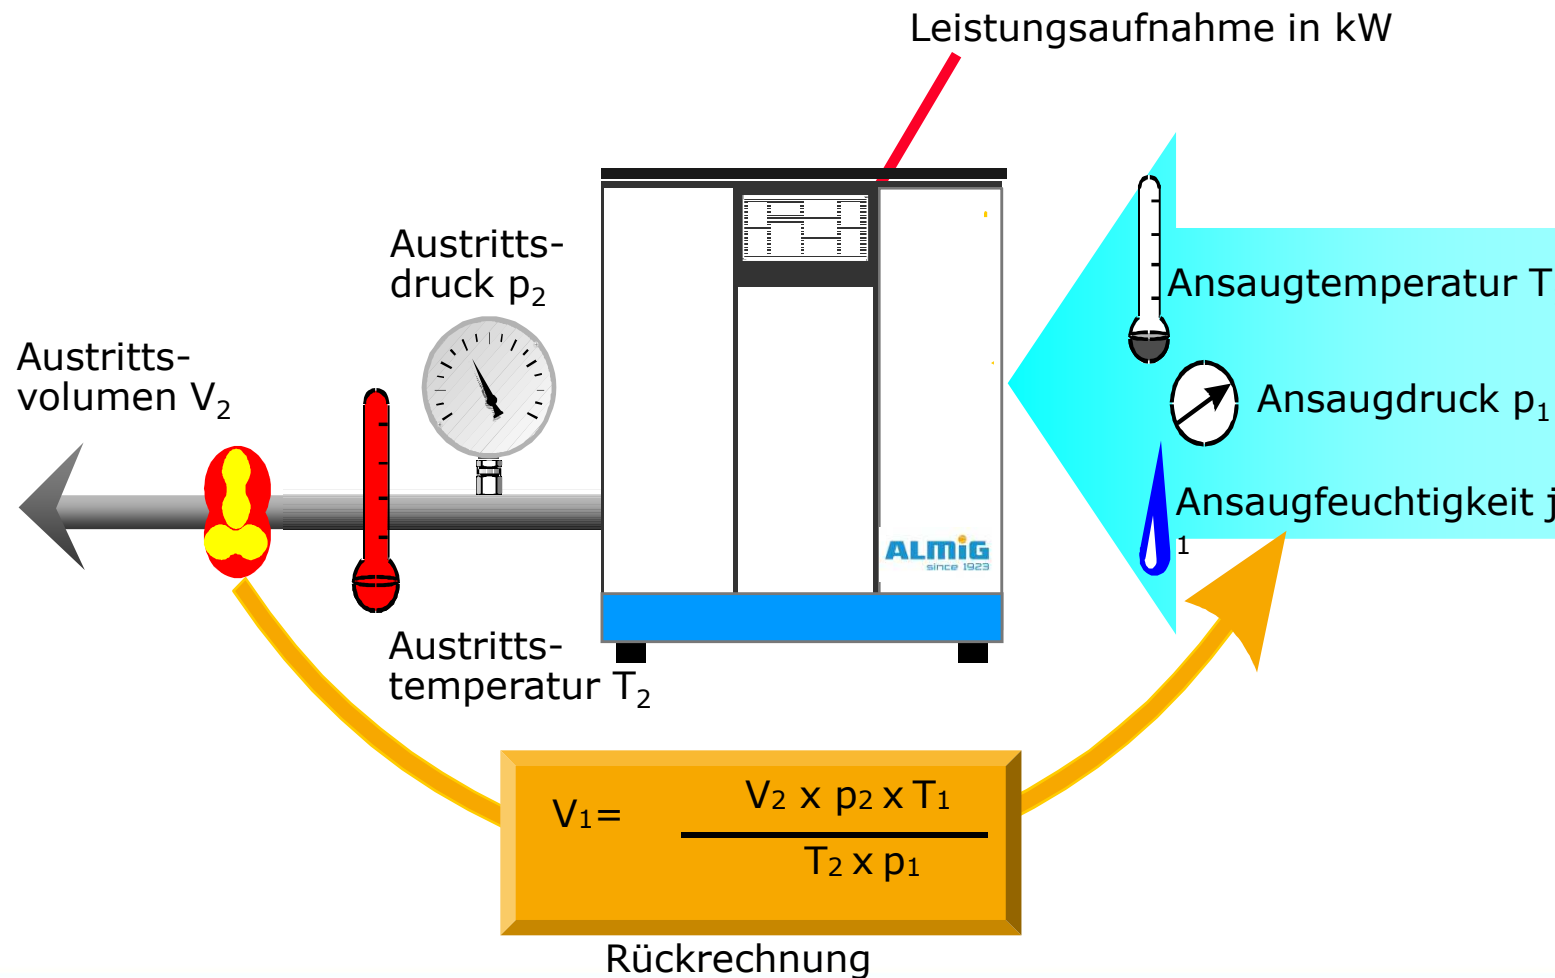 Leistungsaufnahme in kW
Austritts-
druck p2
Austritts-
volumen V2
Ansaugtemperatur T
Ansaugdruck p1
Ansaugfeuchtigkeit j
1
ALMiG
since 1923
Austritts-
temperatur T2
V1=
V2 x p2 x T1
T2 x p1
Rückrechnung